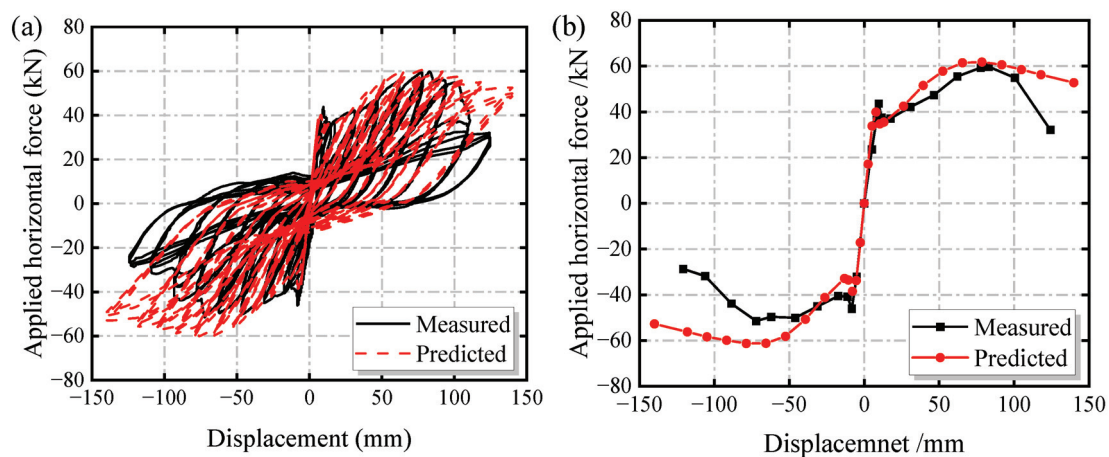 (a)
80
60
40
20
0
−20
−40
−60
−80
Applied horizontal force (kN)
−150 −100 −50 0 50 100 150
Displacement (mm)
Measured
Predicted
(b)
80
60
40
20
0
−20
−40
−60
−80
Applied horizontal force /kN
−150 −100 −50 0 50 100 150
Displacemnet /mm
Measured
Predicted